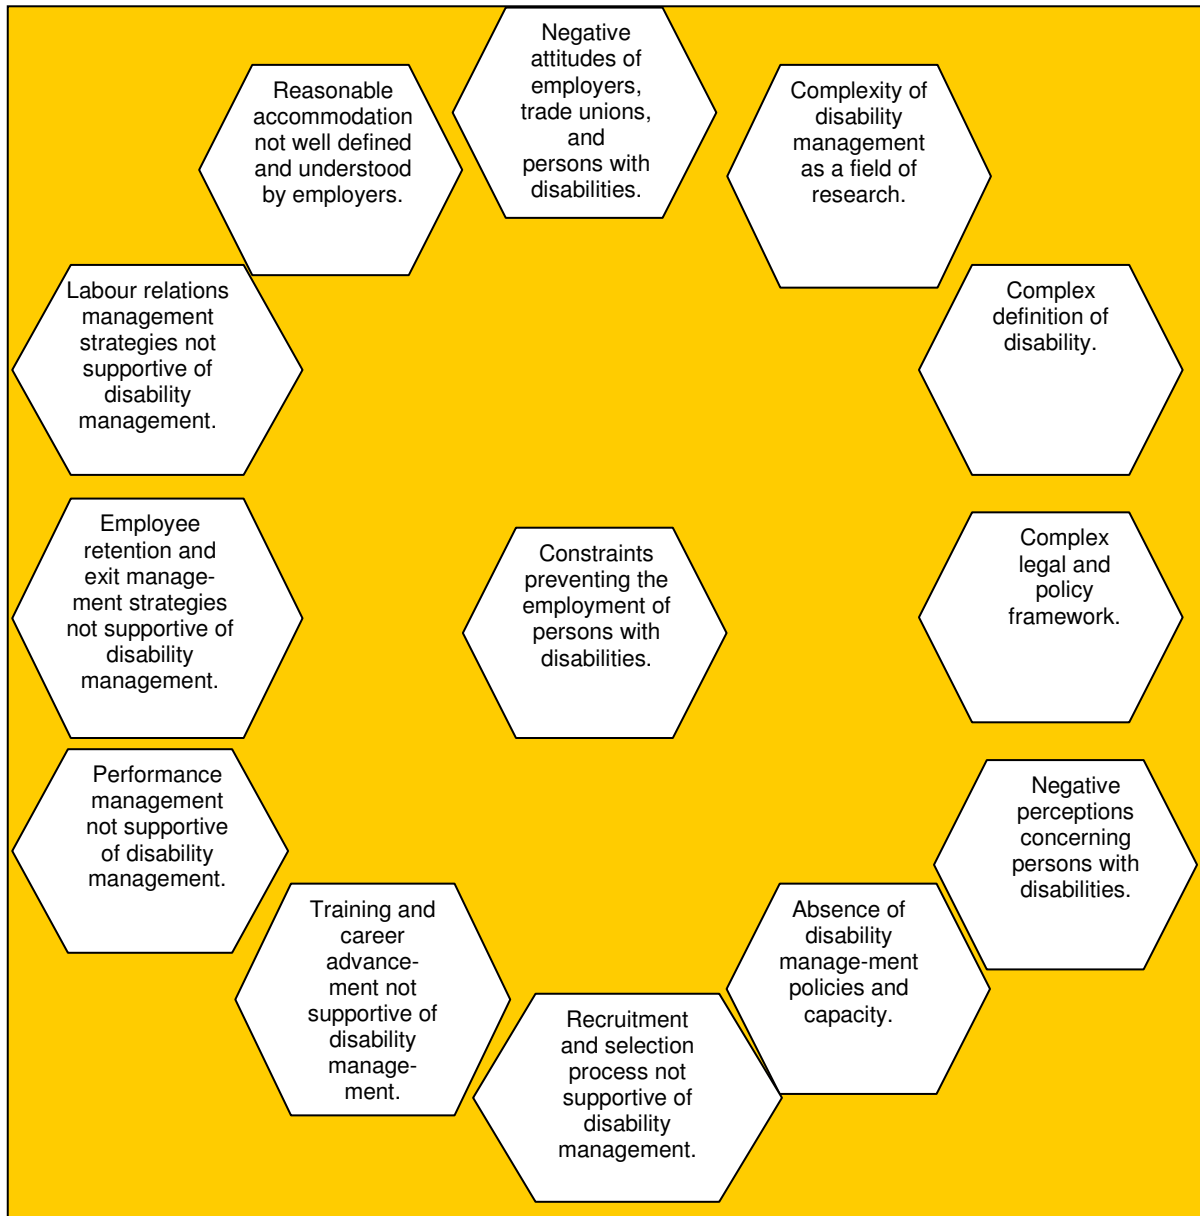 Negative
attitudes of
employers,
trade unions,
and
persons with
disabilities.
Complexity of
disability
management
as a field of
research.
Complex
definition of
disability.
Complex
legal and
policy
framework.
Negative
perceptions
concerning
persons with
disabilities.
Absence of
disability
manage-ment
policies and
capacity.
Recruitment
and selection
process not
supportive of
disability
management.
Training and
career
advance-
ment not
supportive of
disability
manage-
ment.
Performance
management
not supportive
of disability
management.
Employee
retention and
exit manage-
ment strategies
not supportive of
disability
management.
Labour relations
management
strategies not
supportive of
disability
management.
Reasonable
accommodation
not well defined
and understood
by employers.
Constraints
preventing the
employment of
persons with
disabilities.